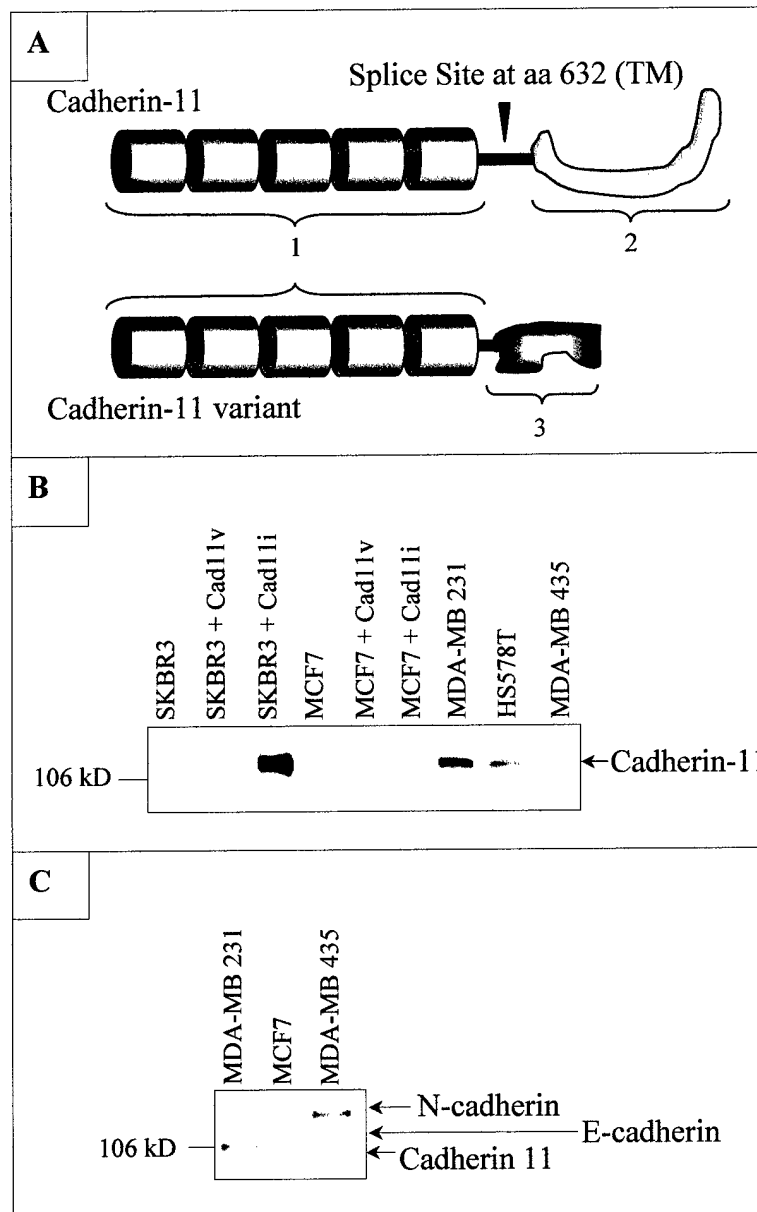 A
Splice Site at aa 632 (TM)
Cadherin-11
1
2
Cadherin-11 variant
3
B
SKBR3
SKBR3 + Cad11v
SKBR3 + Cad11i
MCF7
MCF7 + Cad11v
MCF7 + Cad11i
MDA-MB 231
HS578T
MDA-MB 435
106 kD
Cadherin-11
C
MDA-MB 231
MCF7
MDA-MB 435
N-cadherin
E-cadherin
106 kD
Cadherin 11